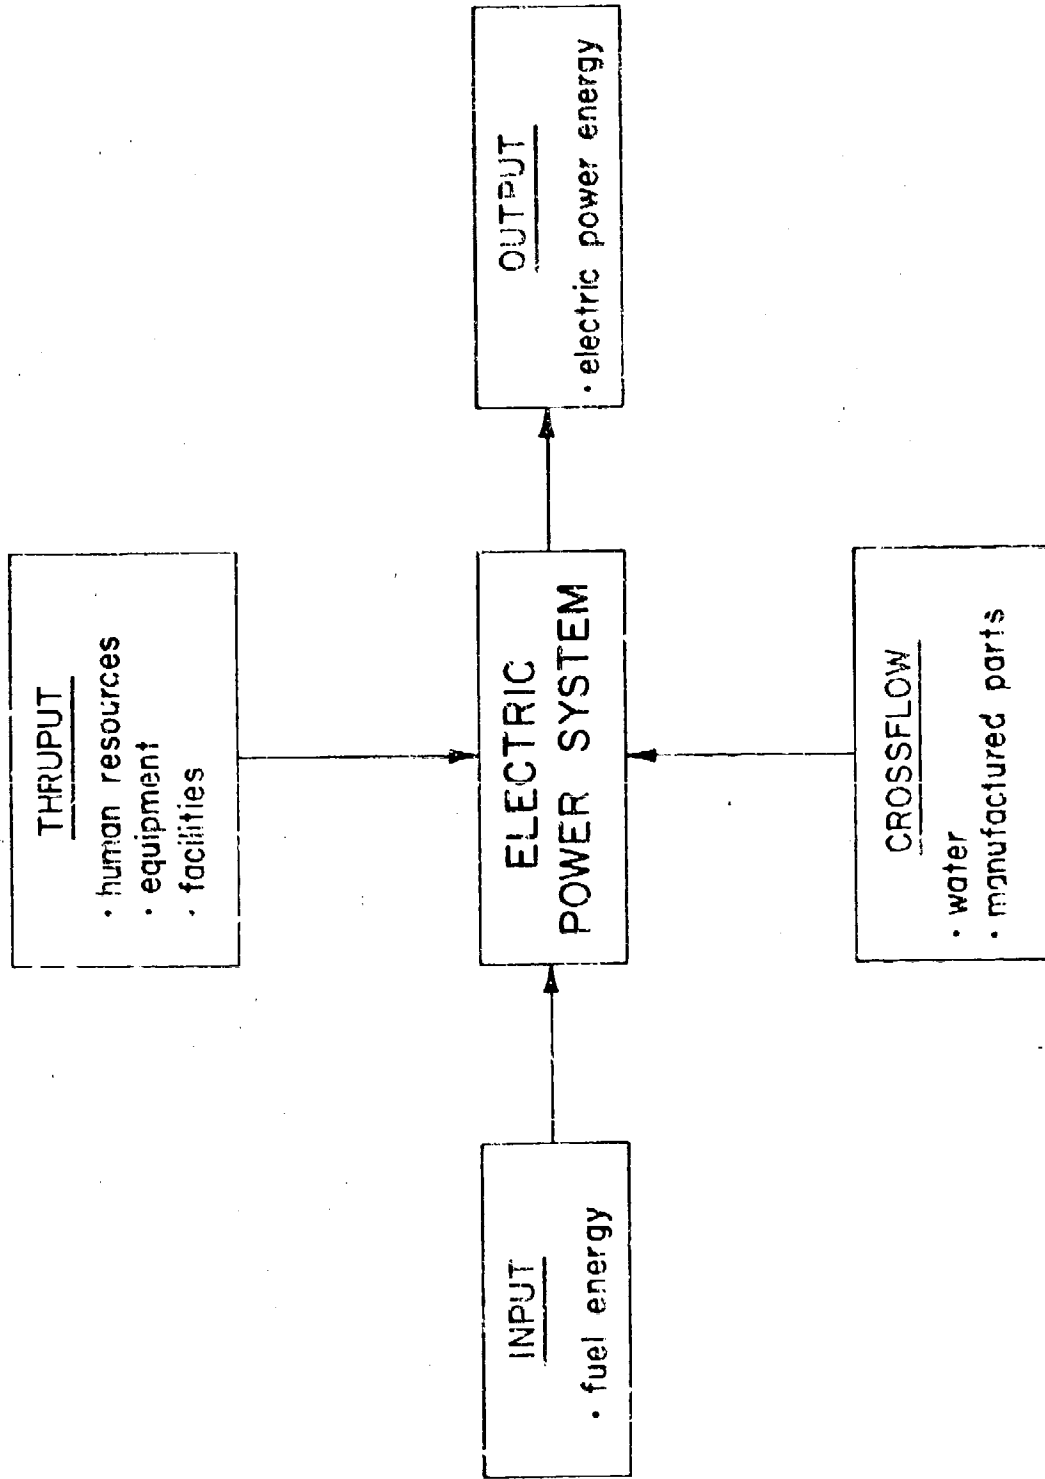 THRUPUT
· human resources
· equipment
· facilities
INPUT
· fuel energy
ELECTRIC
POWER SYSTEM
OUTPUT
· electric power energy
CROSSFLOW
· water
· manufactured parts